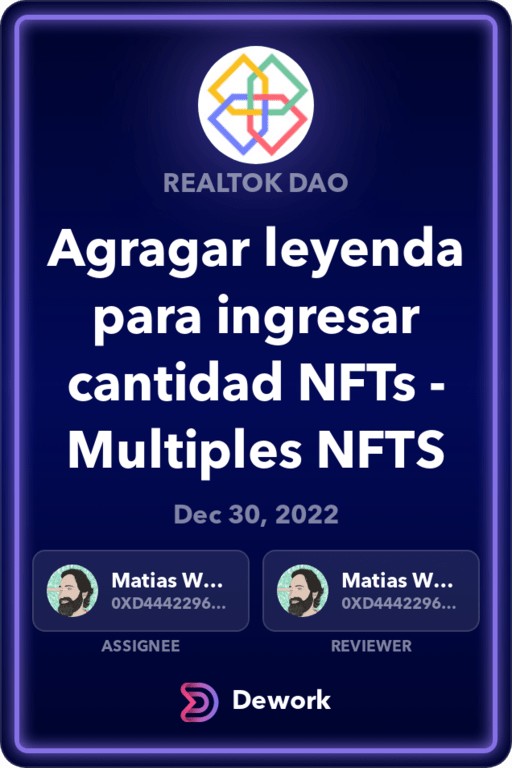 REALTOK DAO
Agragar leyenda
para ingresar
cantidad NFTs -
Multiples NFTS
Dec 30, 2022
Matias W...
0XD4442296...
ASSIGNEE
Matias W...
0XD4442296...
REVIEWER
Dework